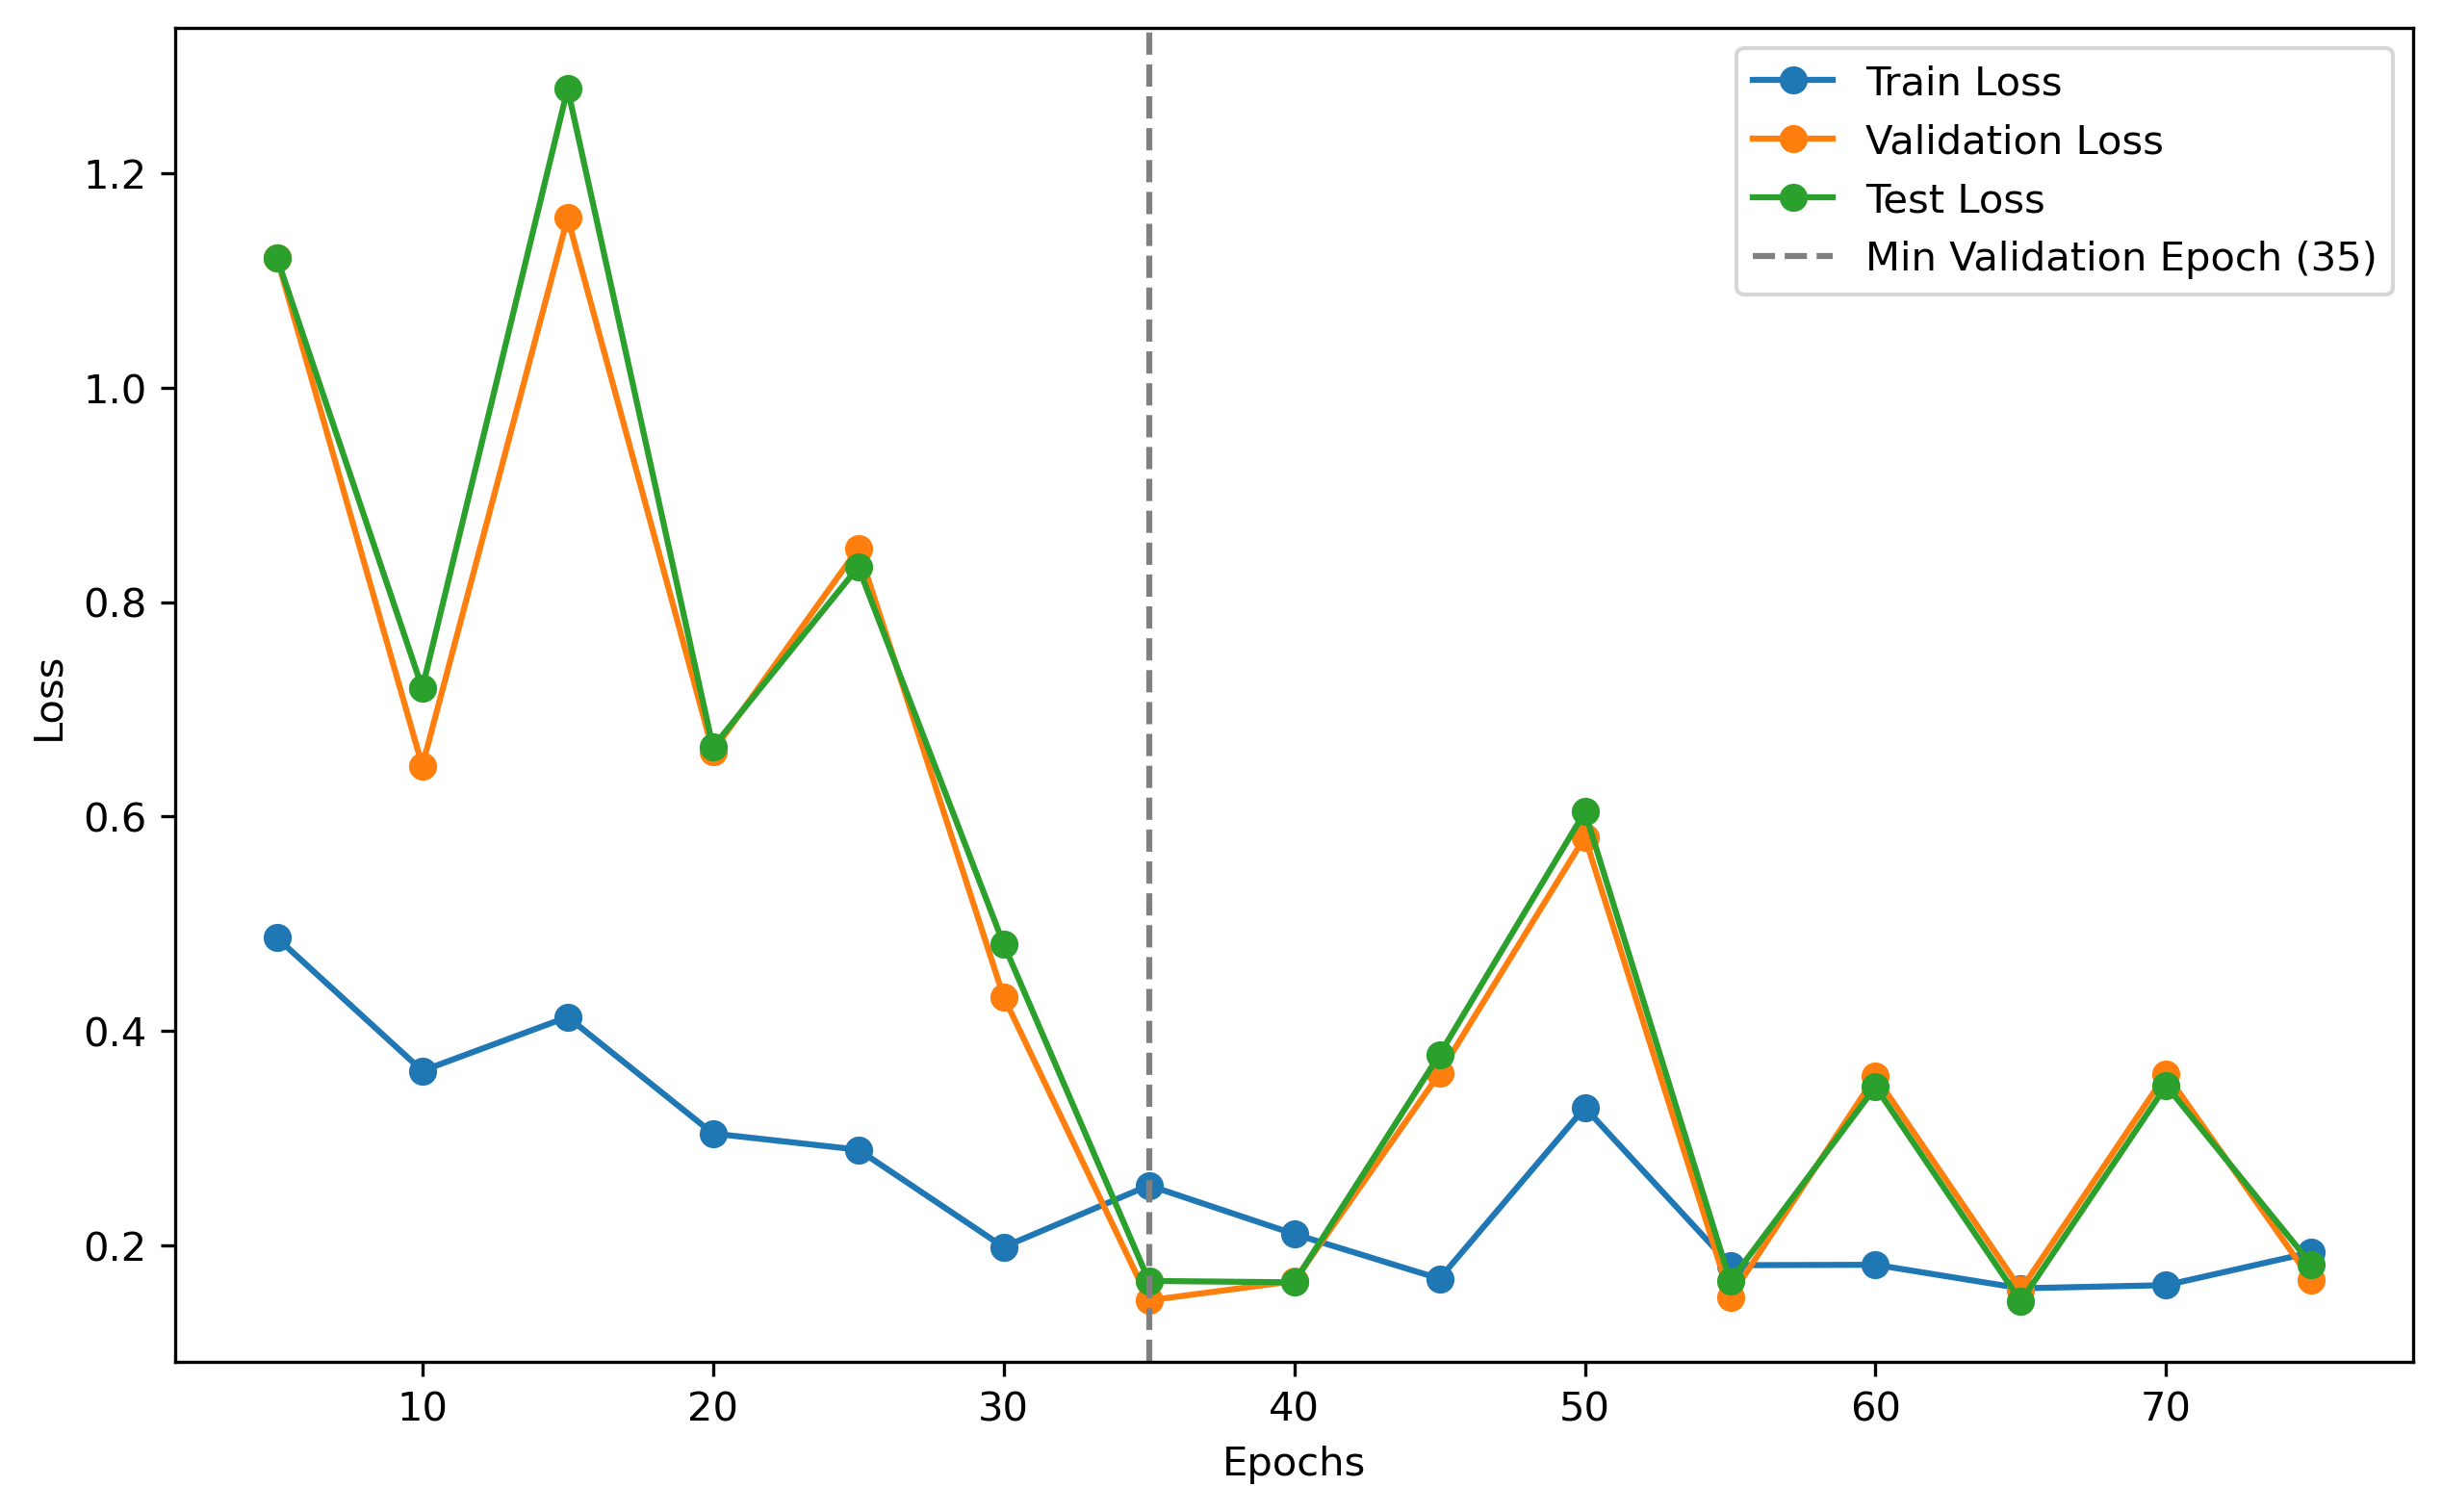 Train Loss
Validation Loss
Test Loss
Min Validation Epoch (35)
1.2
1.0
0.8
0.6
0.4
0.2
Loss
10 20 30 40 50 60 70
Epochs